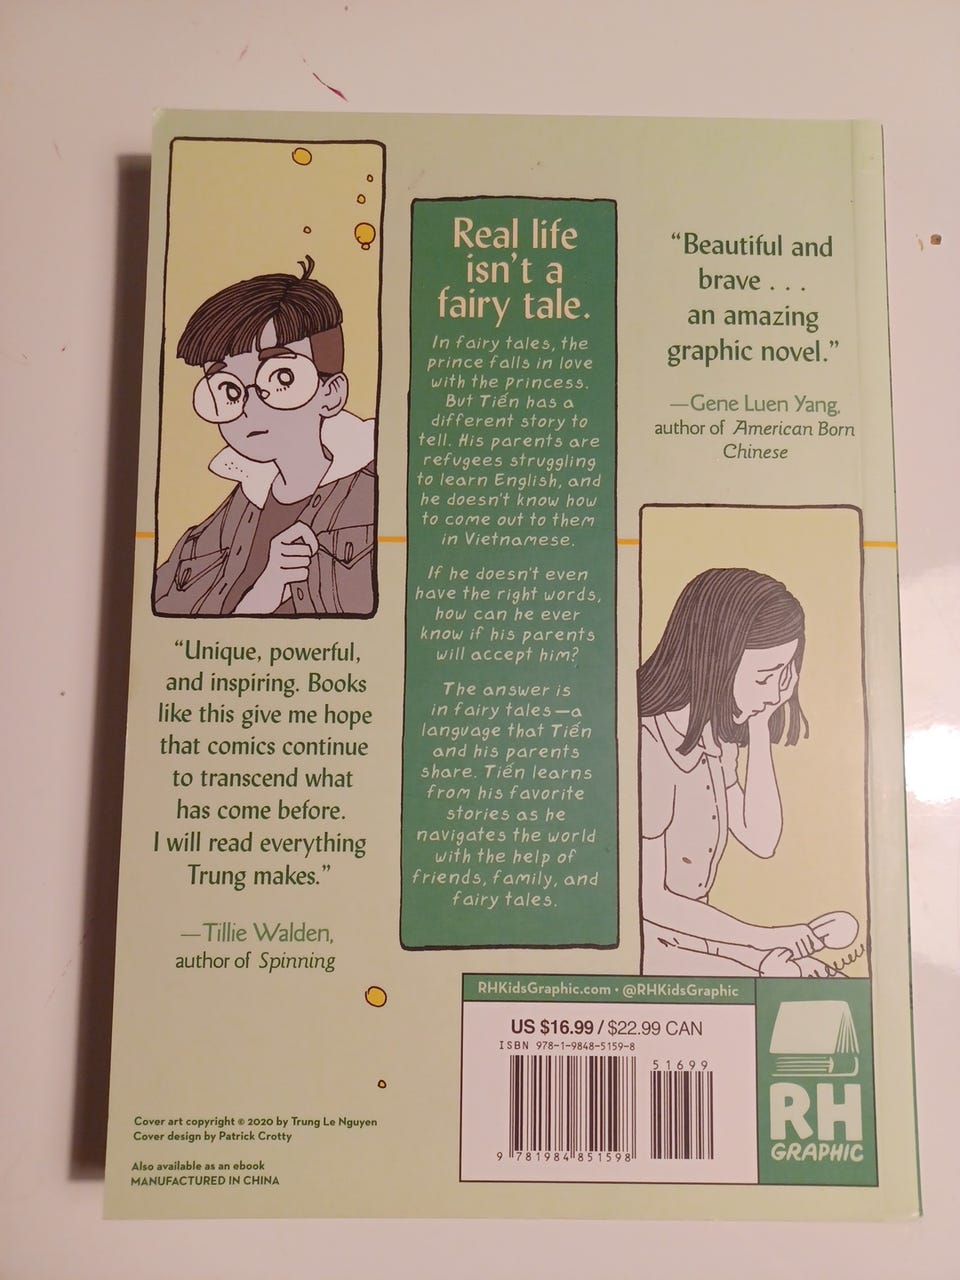 Real life
isn't a
fairy tale.
In fairy tales, the
prince falls in love
with the princess.
But Tiến has a
different story to
tell. His parents are
refugees struggling
to learn English, and
he doesn't know how
to come out to them
in Vietnamese.
If he doesn't even
have the right words,
how can he ever
know if his parents
will accept him?
The answer is
in fairy tales—a
language that Tiến
and his parents
share. Tiến learns
from his favorite
stories as he
navigates the world
with the help of
friends, family, and
fairy tales.
“Beautiful and
brave . . .
an amazing
graphic novel.”
—Gene Luen Yang,
author of American Born
Chinese
“Unique, powerful,
and inspiring. Books
like this give me hope
that comics continue
to transcend what
has come before.
I will read everything
Trung makes.”
—Tillie Walden,
author of Spinning
RHKidsGraphic.com • @RHKidsGraphic
US $16.99 / $22.99 CAN
ISBN 978-1-9848-5159-8
51699
9 781984 851598
RH
GRAPHIC
Cover art copyright © 2020 by Trung Le Nguyen
Cover design by Patrick Crotty
Also available as an ebook
MANUFACTURED IN CHINA